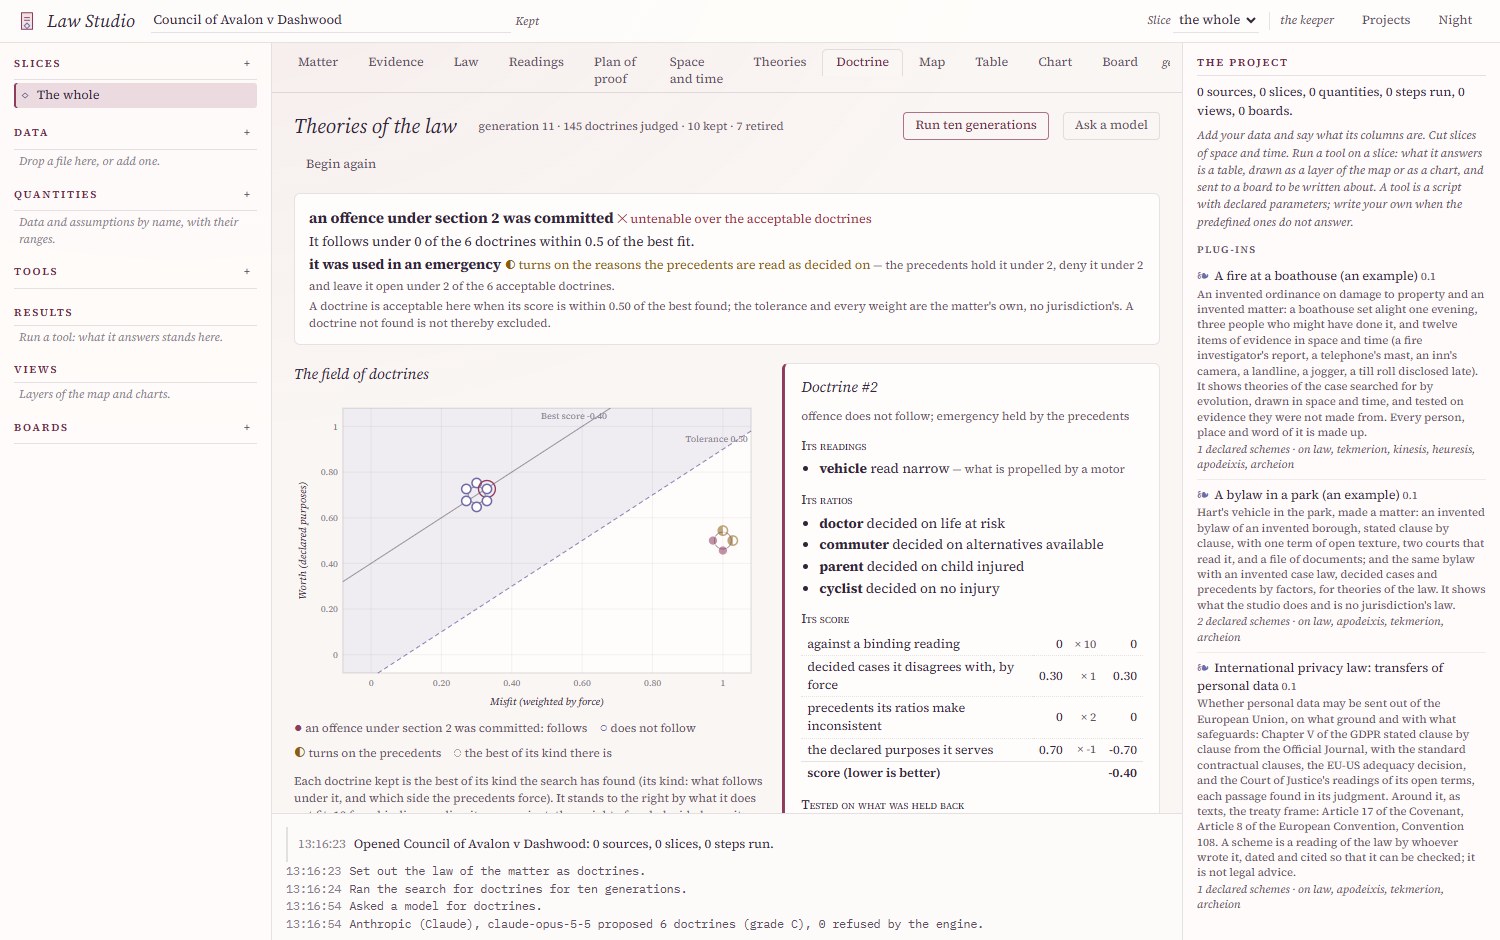 Law Studio
Council of Avalon v Dashwood
Kept
Slice the whole
the keeper
Projects
Night
SLICES +
The whole
DATA +
Drop a file here, or add one.
QUANTITIES +
Data and assumptions by name, with their
ranges.
TOOLS +
RESULTS
Run a tool: what it answers stands here.
VIEWS
Layers of the map and charts.
BOARDS +
Matter
Evidence
Law
Readings
Plan of
proof
Space
and time
Theories
Doctrine
Map
Table
Chart
Board
Theories of the law
generation 11 · 145 doctrines judged · 10 kept · 7 retired
Run ten generations
Ask a model
Begin again
an offence under section 2 was committed × untenable over the acceptable doctrines
It follows under 0 of the 6 doctrines within 0.5 of the best fit.
it was used in an emergency ◐ turns on the reasons the precedents are read as decided on — the precedents hold it under 2, deny it under 2
and leave it open under 2 of the 6 acceptable doctrines.
A doctrine is acceptable here when its score is within 0.50 of the best found; the tolerance and every weight are the matter's own, no jurisdiction's. A
doctrine not found is not thereby excluded.
The field of doctrines
Best score -0.40
Tolerance 0.50
1
0.80
0.60
0.40
0.20
0
Worth (declared purposes)
0 0.20 0.40 0.60 0.80 1
Misfit (weighted by force)
● an offence under section 2 was committed: follows ○ does not follow
◐ turns on the precedents ◌ the best of its kind there is
Each doctrine kept is the best of its kind the search has found (its kind: what follows
under it, and which side the precedents force). It stands to the right by what it does
Doctrine #2
offence does not follow; emergency held by the precedents
ITS READINGS
• vehicle read narrow — what is propelled by a motor
ITS RATIOS
• doctor decided on life at risk
• commuter decided on alternatives available
• parent decided on child injured
• cyclist decided on no injury
ITS SCORE
against a binding reading 0 × 10 0
decided cases it disagrees with, by
force 0.30 × 1 0.30
precedents its ratios make
inconsistent 0 × 2 0
the declared purposes it serves 0.70 × -1 -0.70
score (lower is better) -0.40
TESTED ON WHAT WAS HELD BACK
13:16:23 Opened Council of Avalon v Dashwood: 0 sources, 0 slices, 0 steps run.
13:16:23 Set out the law of the matter as doctrines.
13:16:24 Ran the search for doctrines for ten generations.
13:16:54 Asked a model for doctrines.
13:16:54 Anthropic (Claude), claude-opus-5-5 proposed 6 doctrines (grade C), 0 refused by the engine.
THE PROJECT
0 sources, 0 slices, 0 quantities, 0 steps run, 0
views, 0 boards.
Add your data and say what its columns are. Cut slices
of space and time. Run a tool on a slice: what it answers
is a table, drawn as a layer of the map or as a chart, and
sent to a board to be written about. A tool is a script
with declared parameters; write your own when the
predefined ones do not answer.
PLUG-INS
A fire at a boathouse (an example) 0.1
An invented ordinance on damage to property and an
invented matter: a boathouse set alight one evening,
three people who might have done it, and twelve
items of evidence in space and time (a fire
investigator's report, a telephone's mast, an inn's
camera, a landline, a jogger, a till roll disclosed late).
It shows theories of the case searched for by
evolution, drawn in space and time, and tested on
evidence they were not made from. Every person,
place and word of it is made up.
1 declared schemes · on law, tekmerion, kinesis, heuresis,
apodeixis, archeion
A bylaw in a park (an example) 0.1
Hart's vehicle in the park, made a matter: an invented
bylaw of an invented borough, stated clause by
clause, with one term of open texture, two courts that
read it, and a file of documents; and the same bylaw
with an invented case law, decided cases and
precedents by factors, for theories of the law. It shows
what the studio does and is no jurisdiction's law.
2 declared schemes · on law, apodeixis, tekmerion,
archeion
International privacy law: transfers of
personal data 0.1
Whether personal data may be sent out of the
European Union, on what ground and with what
safeguards: Chapter V of the GDPR stated clause by
clause from the Official Journal, with the standard
contractual clauses, the EU-US adequacy decision,
and the Court of Justice's readings of its open terms,
each passage found in its judgment. Around it, as
texts, the treaty frame: Article 17 of the Covenant,
Article 8 of the European Convention, Convention
108. A scheme is a reading of the law by whoever
wrote it, dated and cited so that it can be checked; it
is not legal advice.
1 declared schemes · on law, apodeixis, tekmerion,
archeion